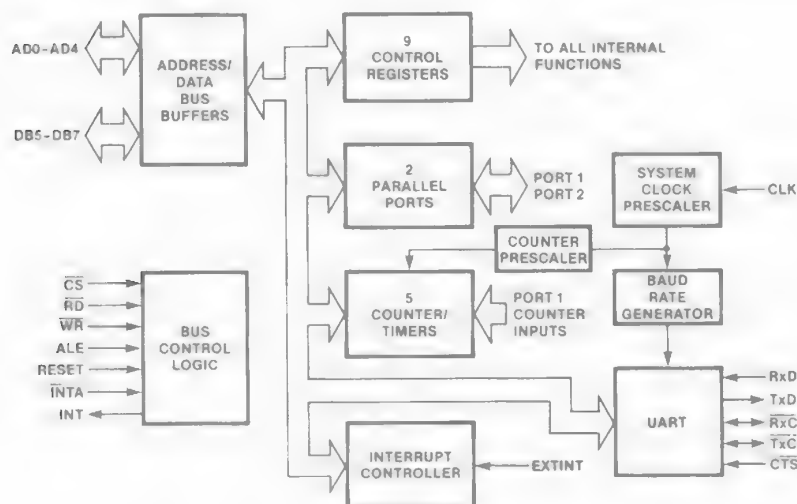 AD0-AD4
DB5-DB7
ADDRESS/
DATA
BUS
BUFFERS
9
CONTROL
REGISTERS
TO ALL INTERNAL
FUNCTIONS
2
PARALLEL
PORTS
PORT 1
PORT 2
SYSTEM
CLOCK
PRESCALER
CLK
COUNTER
PRESCALER
5
COUNTER/
TIMERS
PORT 1
COUNTER
INPUTS
BAUD
RATE
GENERATOR
CS
RD
WR
ALE
RESET
INTA
INT
BUS
CONTROL
LOGIC
UART
RxD
TxD
RxC
TxC
CTS
INTERRUPT
CONTROLLER
EXTINT